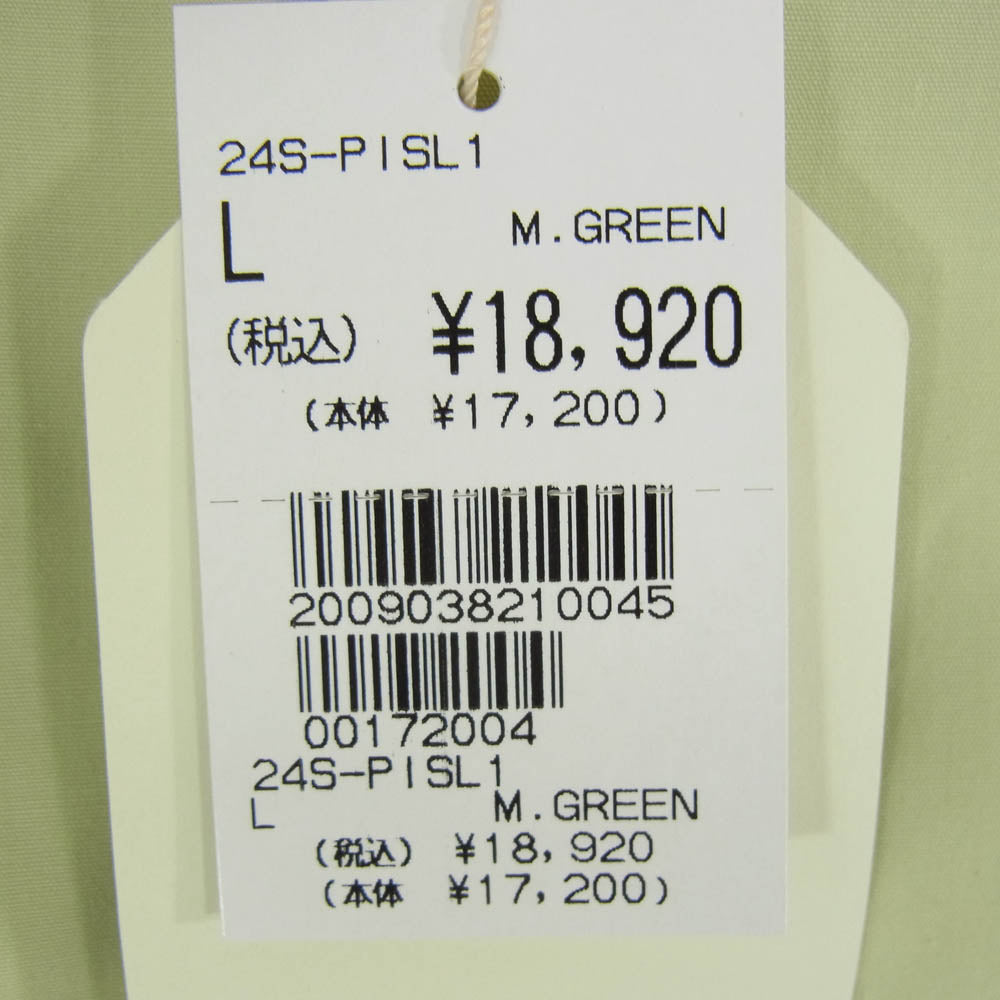 24S-PISL1
L M.GREEN
(税込) ¥18,920
(本体 ¥17,200)
2009038210045
00172004
24S-PISL1
L M.GREEN
(税込) ¥18,920
(本体 ¥17,200)